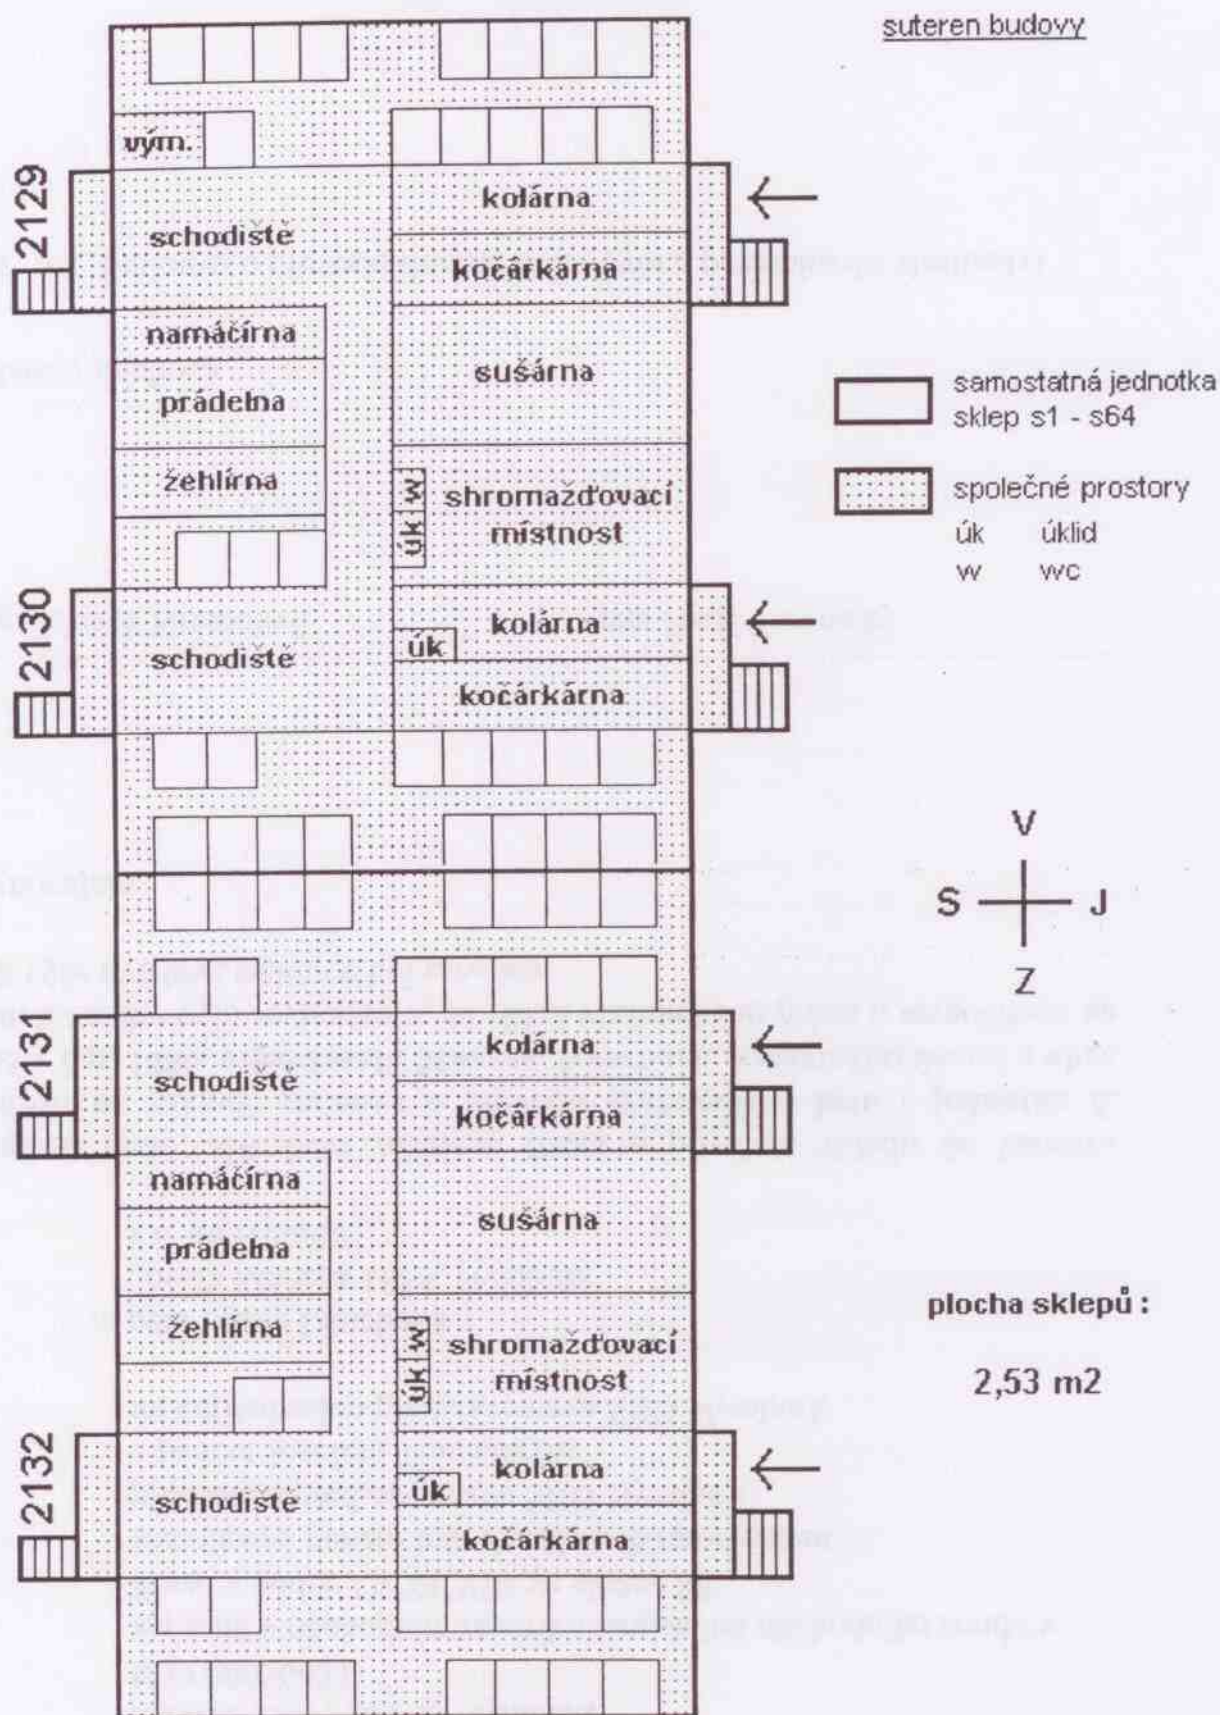 suteren budovy
vým.
2129
schodiště
kolárna
kočárkárna
namáčírna
prádelna
žehlírna
sušárna
w
úk
shromažďovací
místnost
samostatná jednotka
sklep s1 - s64
společné prostory
úk úklid
w wc
2130
schodiště
kolárna
úk
kočárkárna
V
S J
Z
2131
schodiště
kolárna
kočárkárna
namáčírna
prádelna
žehlírna
sušárna
w
úk
shromažďovací
místnost
plocha sklepů :
2,53 m2
2132
schodiště
kolárna
úk
kočárkárna